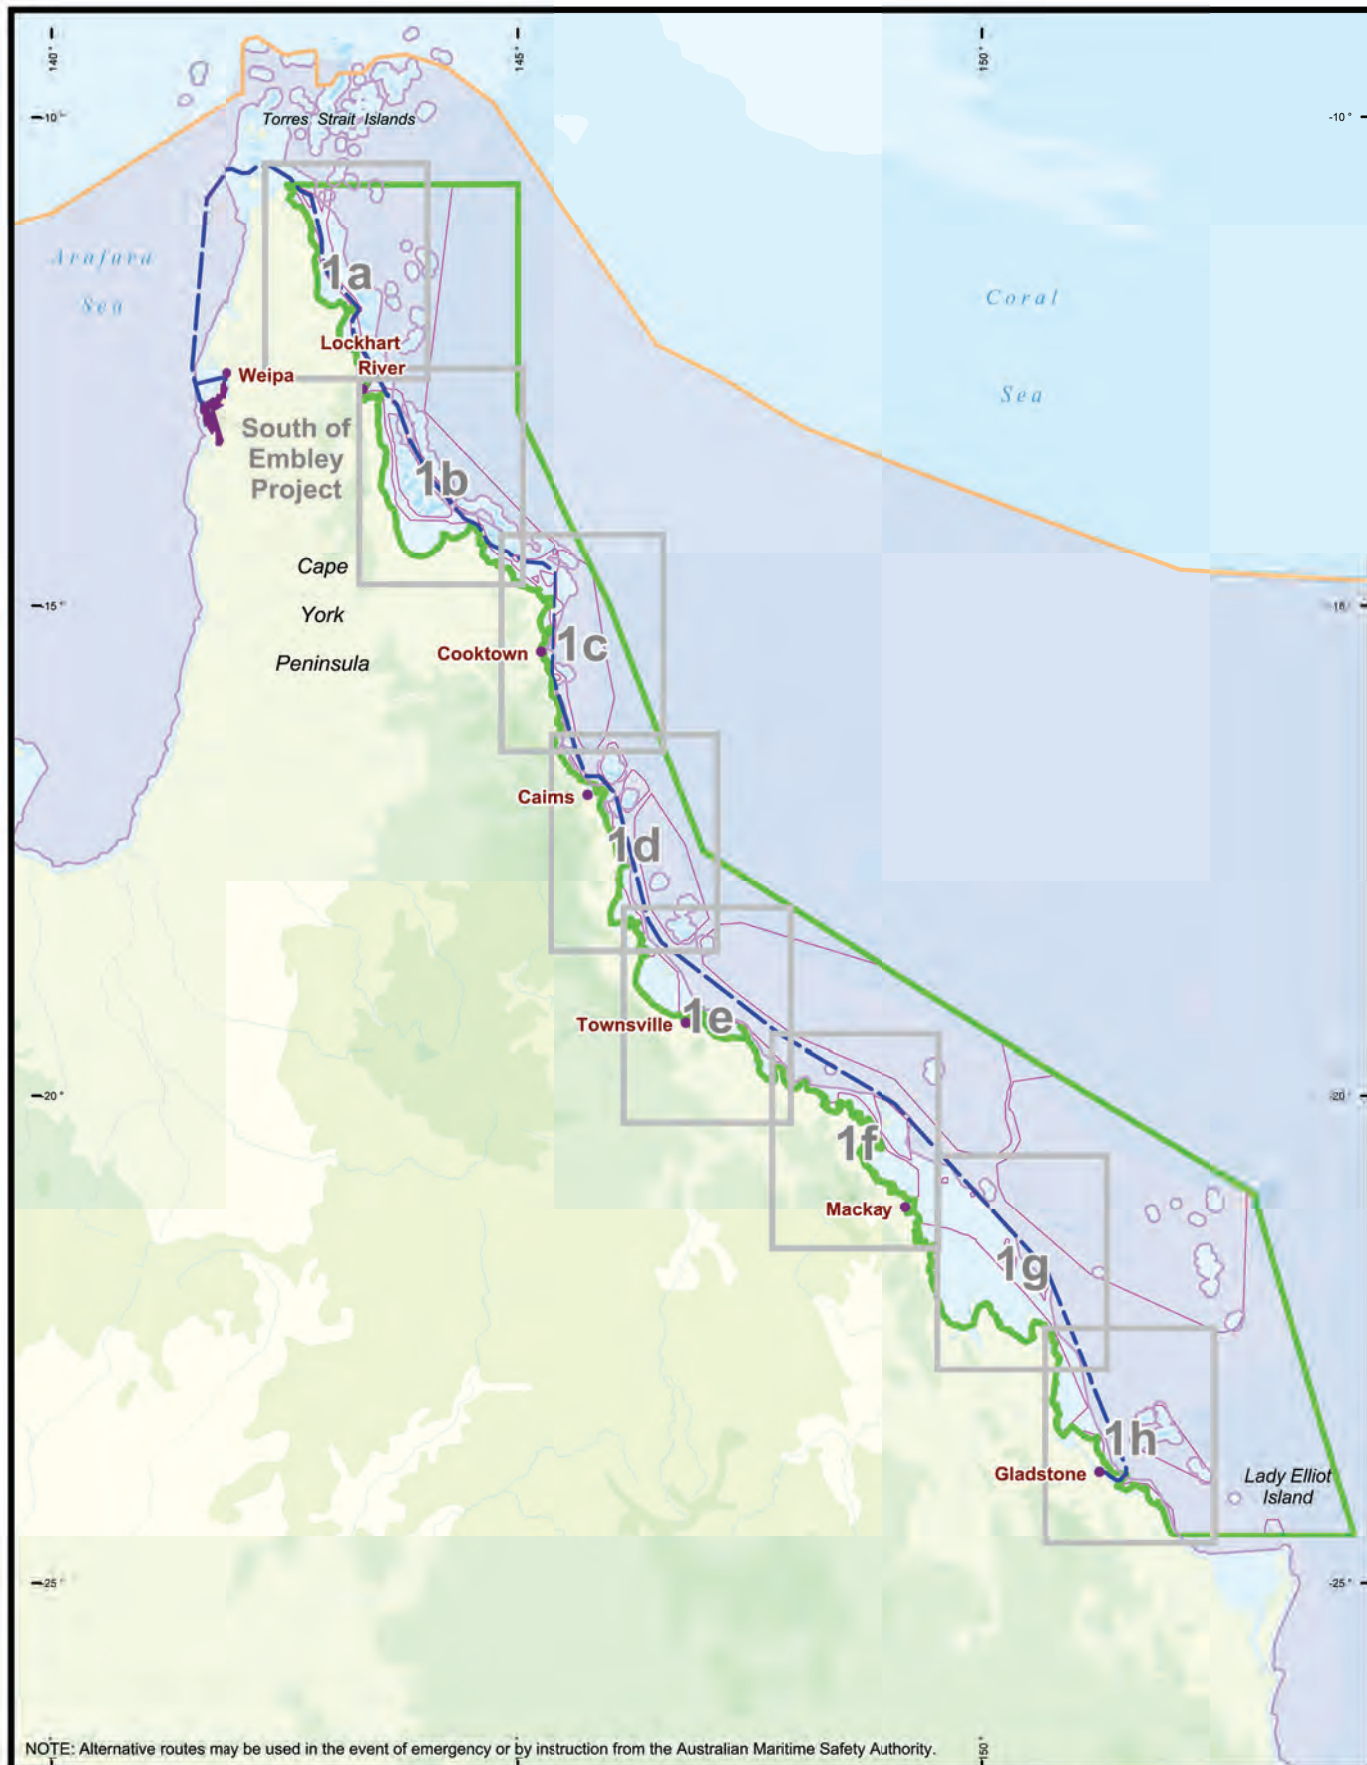 140°
145°
150°
-10°
Torres Strait Islands
-10°
Arafara
Sea
1a
Coral
Sea
Lockhart
River
Weipa
South of
Embley
Project
1b
Cape
York
Peninsula
-15°
1c
Cooktown
Cairns
1d
Townsville
1e
-20°
-20°
1f
Mackay
1g
1h
Gladstone
Lady Elliot
Island
-25°
-25°
NOTE: Alternative routes may be used in the event of emergency or by instruction from the Australian Maritime Safety Authority.
150°